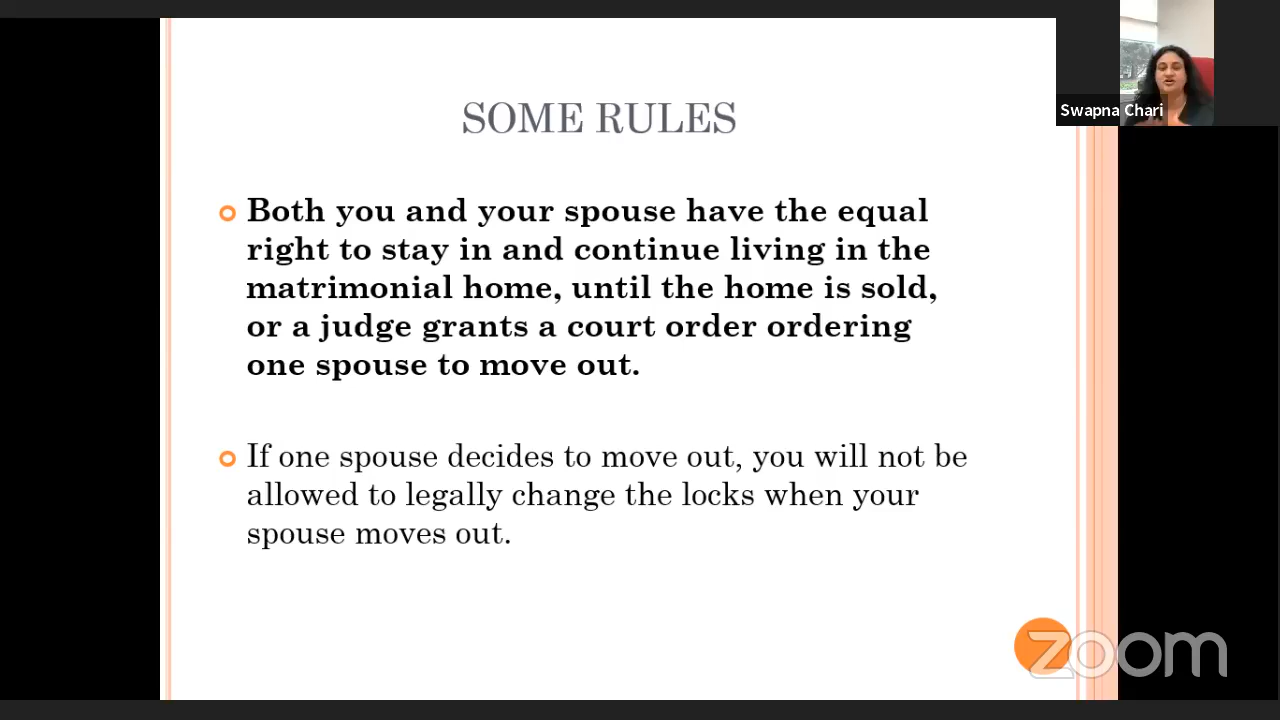 SOME RULES
Swapna Chari
Both you and your spouse have the equal
right to stay in and continue living in the
matrimonial home, until the home is sold,
or a judge grants a court order ordering
one spouse to move out.
If one spouse decides to move out, you will not be
allowed to legally change the locks when your
spouse moves out.
zoom